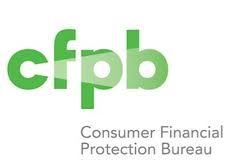 cfpb
Consumer Financial
Protection Bureau